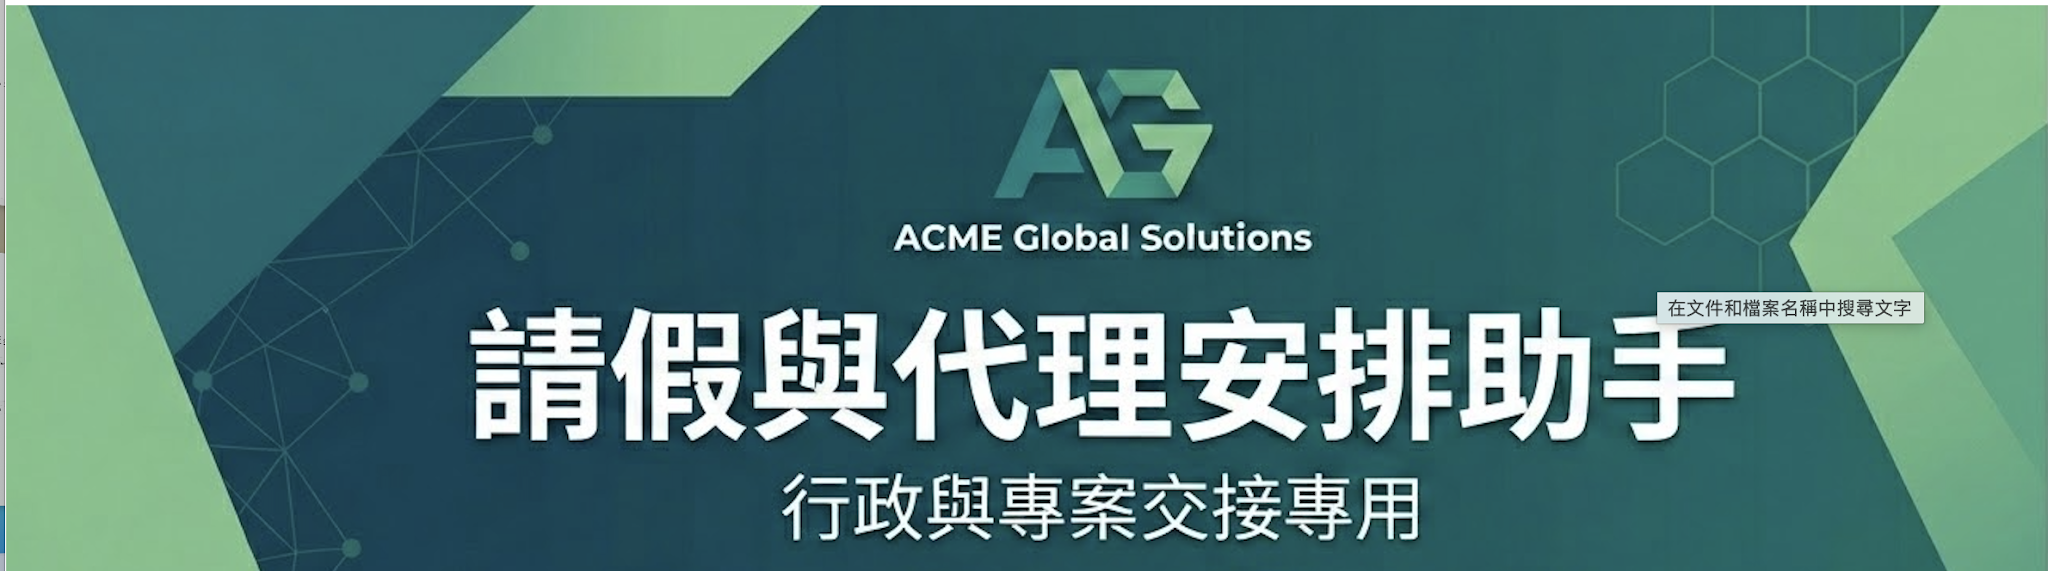 AG
ACME Global Solutions
在文件和檔案名稱中搜尋文字
請假與代理安排助手
行政與專案交接專用